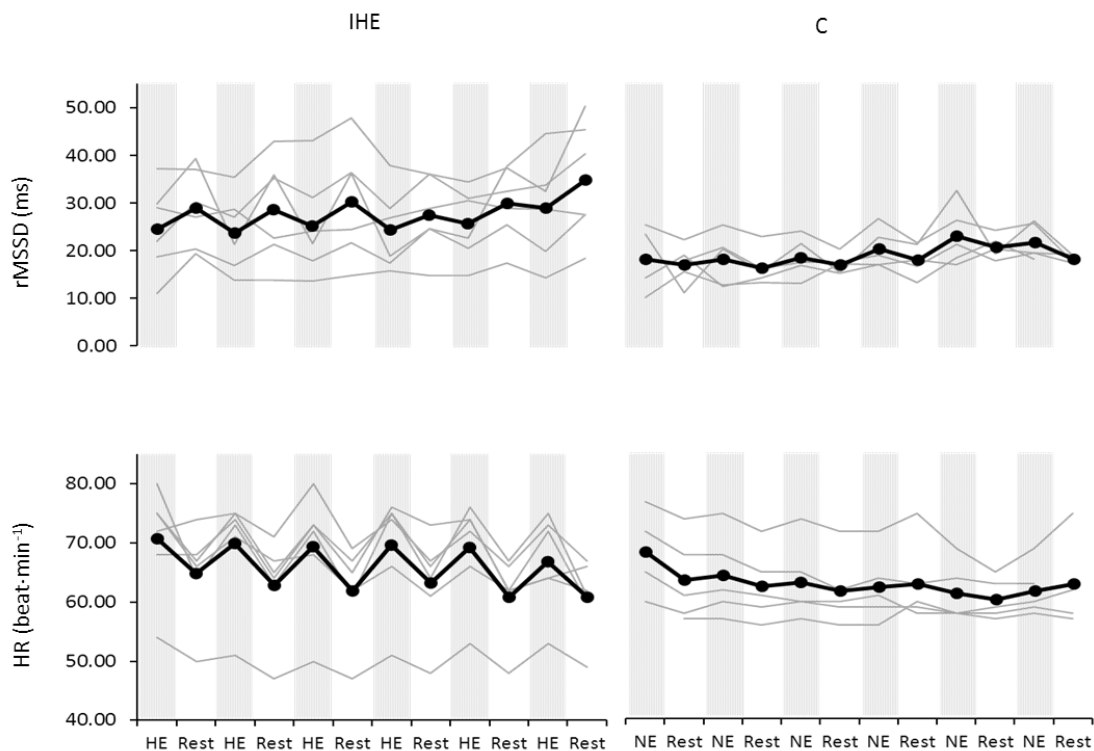 IHE
C
rMSSD (ms)
50.00
40.00
30.00
20.00
10.00
0.00
HR (beat·min⁻¹)
80.00
70.00
60.00
50.00
40.00
HE Rest HE Rest HE Rest HE Rest HE Rest HE Rest
NE Rest NE Rest NE Rest NE Rest NE Rest NE Rest